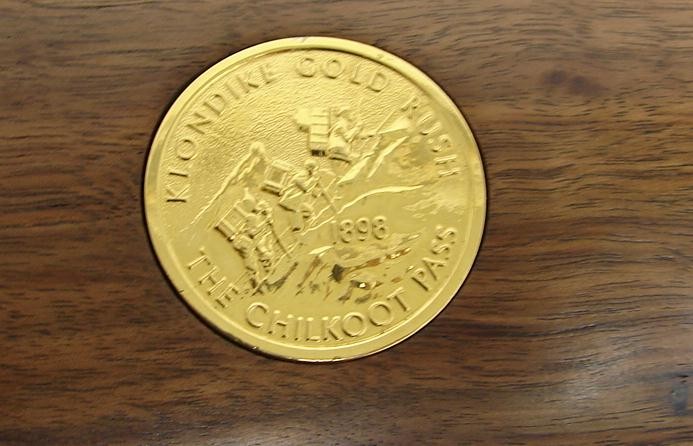 KLONDIKE GOLD RUSH
1898
THE CHILKOOT PASS